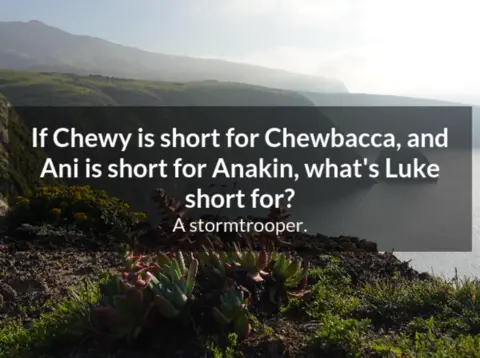 If Chewy is short for Chewbacca, and
Ani is short for Anakin, what's Luke
short for?
A stormtrooper.